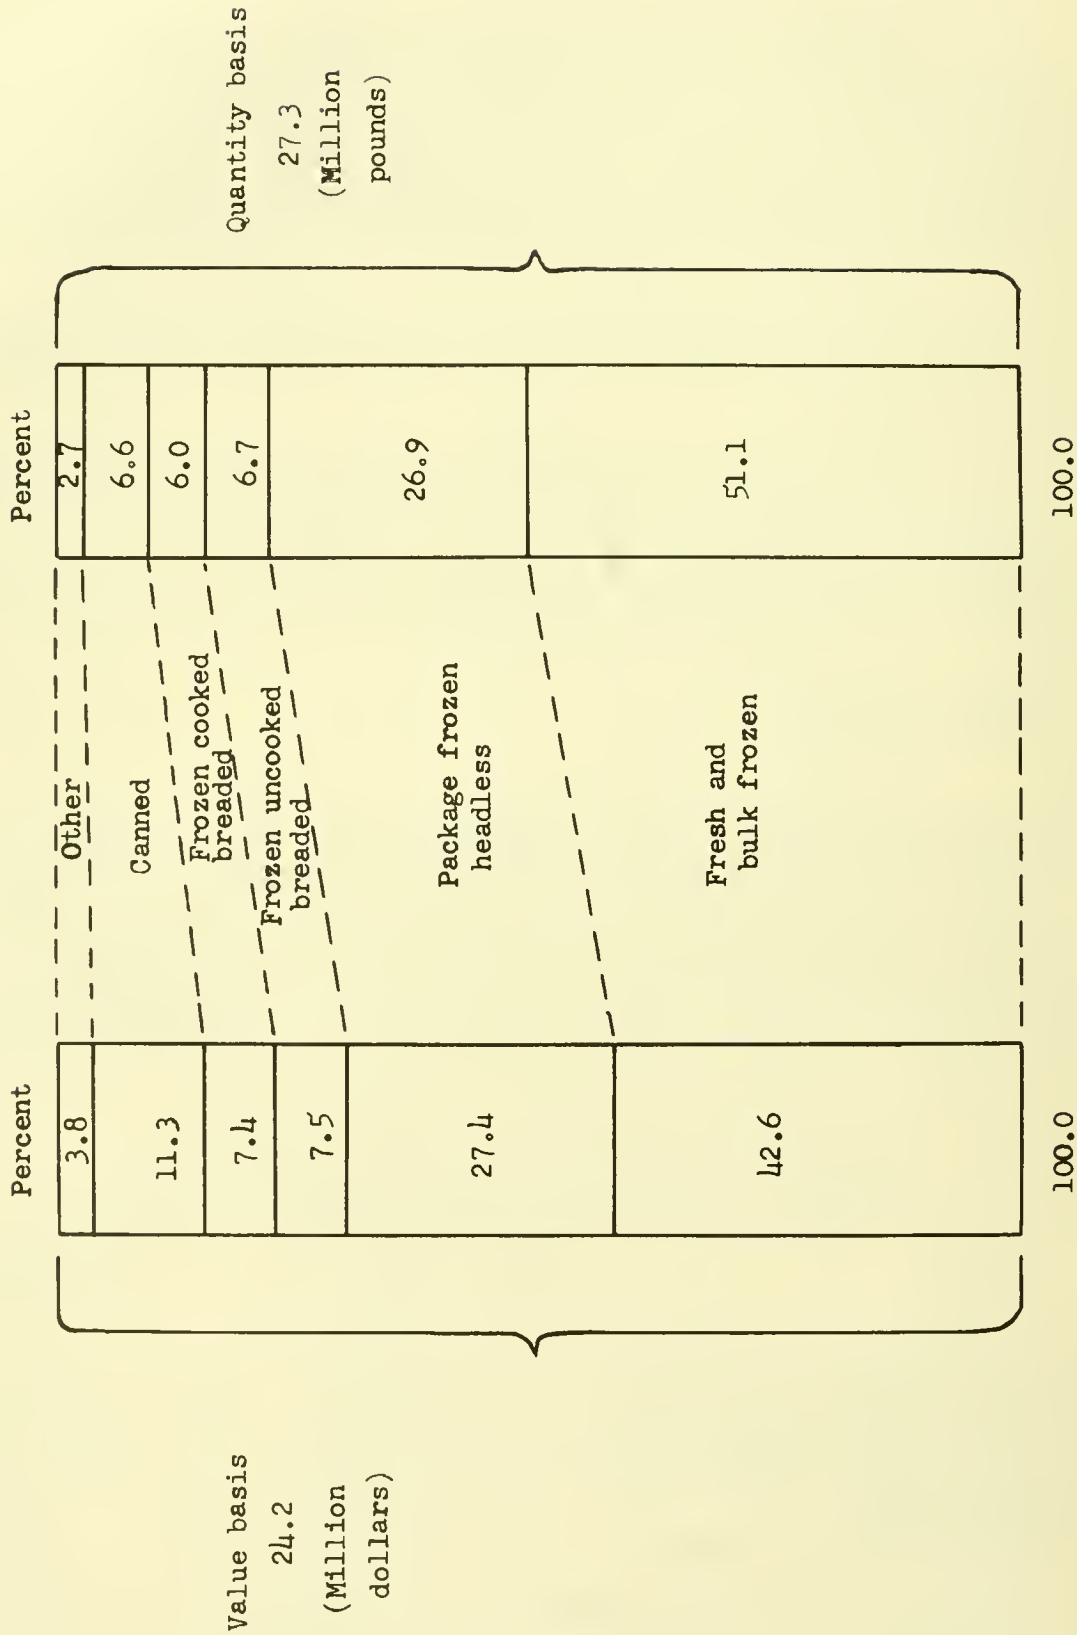 Percent
Percent
Value basis
24.2
(Million
dollars)
3.8
11.3
7.4
7.5
27.4
42.6
100.0
Other
Canned
Frozen cooked
breaded
Frozen uncooked
breaded
Package frozen
headless
Fresh and
bulk frozen
2.7
6.6
6.0
6.7
26.9
51.1
100.0
Quantity basis
27.3
(Million
pounds)